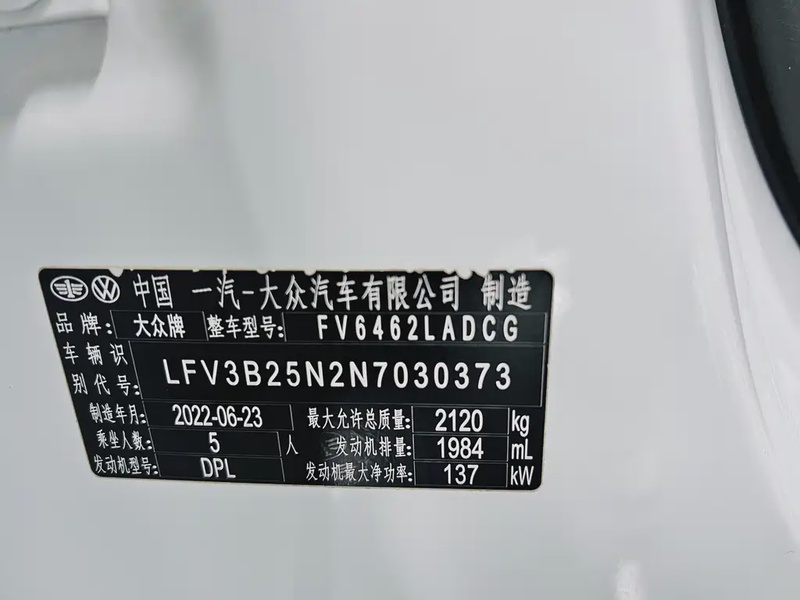 中国 一汽-大众汽车有限公司 制造
品牌: 大众牌 整车型号: FV6462LADCG
车辆识别代号: LFV3B25N2N7030373
制造年月: 2022-06-23 最大允许总质量: 2120 kg
乘坐人数: 5 人 发动机排量: 1984 mL
发动机型号: DPL 发动机最大净功率: 137 kW